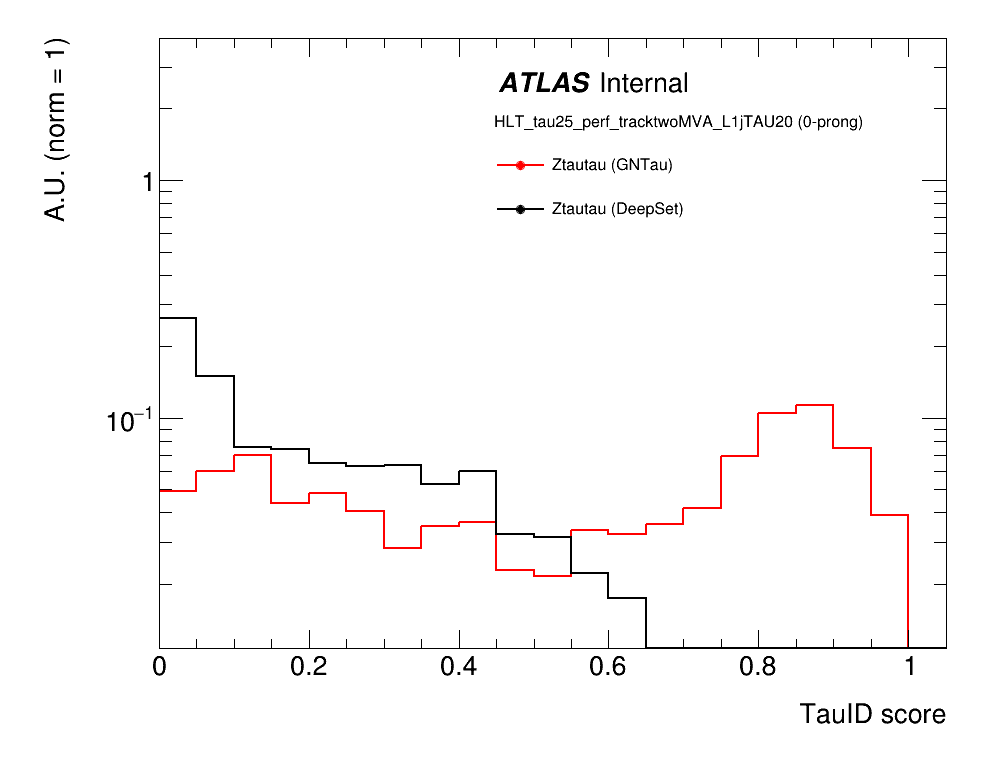 A.U. (norm = 1)
ATLAS Internal
HLT_tau25_perf_tracktwoMVA_L1jTAU20 (0-prong)
Ztautau (GNTau)
Ztautau (DeepSet)
1
10⁻¹
0 0.2 0.4 0.6 0.8 1
TauID score